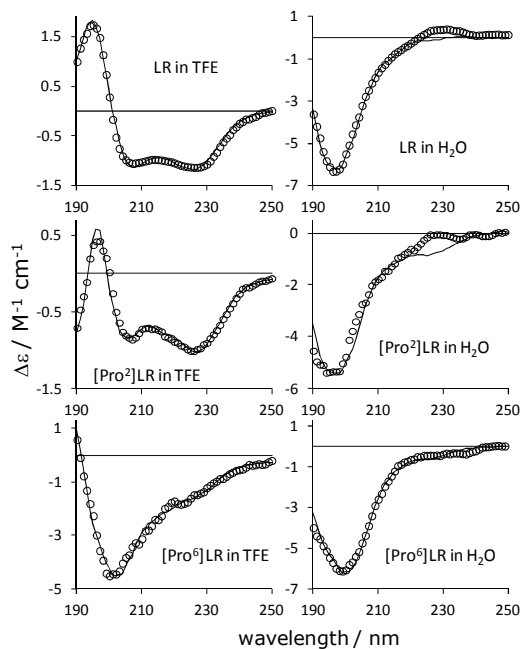 1.5
0.5
-0.5
-1.5
190 210 230 250
LR in TFE
1
-1
-3
-5
-7
190 210 230 250
LR in H₂O
0.5
-0.5
-1.5
190 210 230 250
[Pro²]LR in TFE
0
-2
-4
-6
190 210 230 250
[Pro²]LR in H₂O
1
-1
-3
-5
190 210 230 250
[Pro⁶]LR in TFE
1
-1
-3
-5
-7
190 210 230 250
[Pro⁶]LR in H₂O
Δε / M⁻¹ cm⁻¹
wavelength / nm